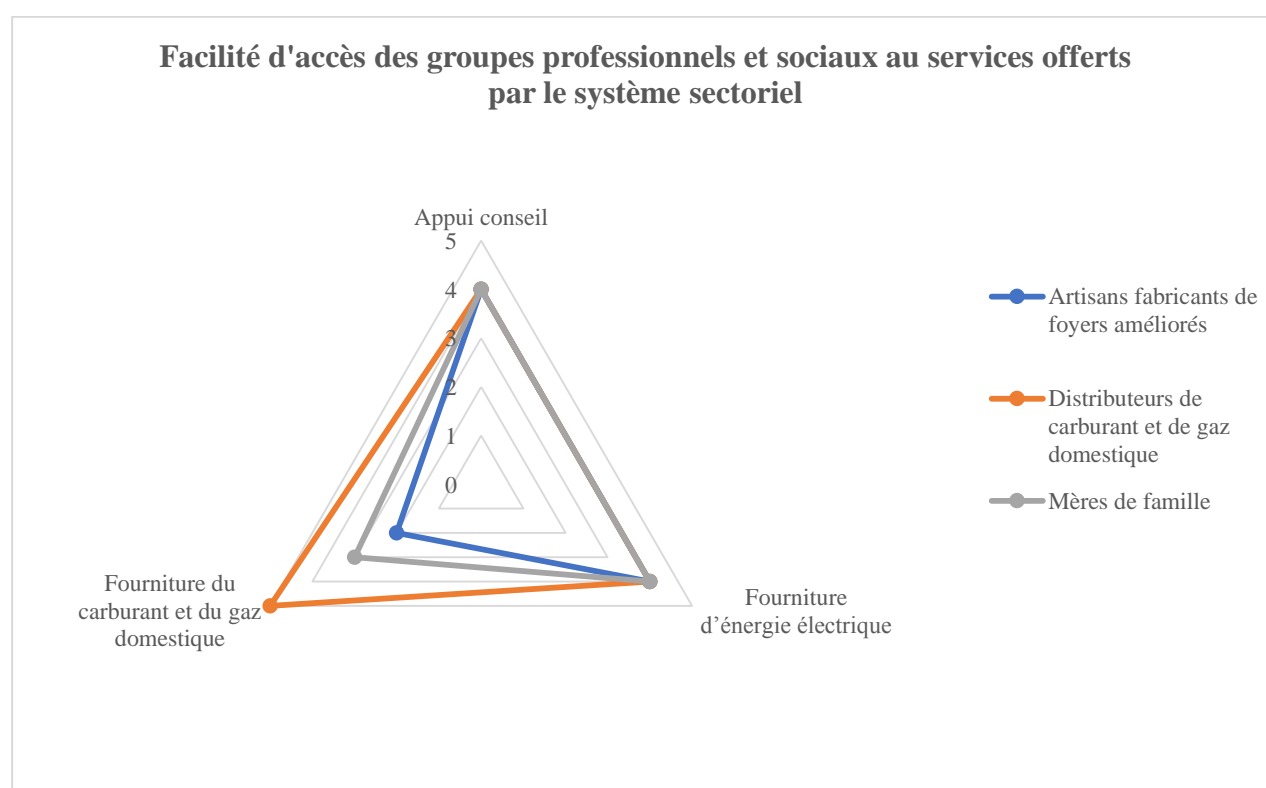 Facilité d'accès des groupes professionnels et sociaux au services offerts
par le système sectoriel
Appui conseil
5
4
3
2
1
0
Fourniture du
carburant et du gaz
domestique
Fourniture
d’énergie électrique
Artisans fabricants de
foyers améliorés
Distributeurs de
carburant et de gaz
domestique
Mères de famille